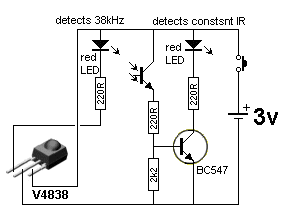 detects 38kHz
detects constsnt IR
red
LED
red
LED
220R
220R
220R
+
3v
BC547
2k2
V4838